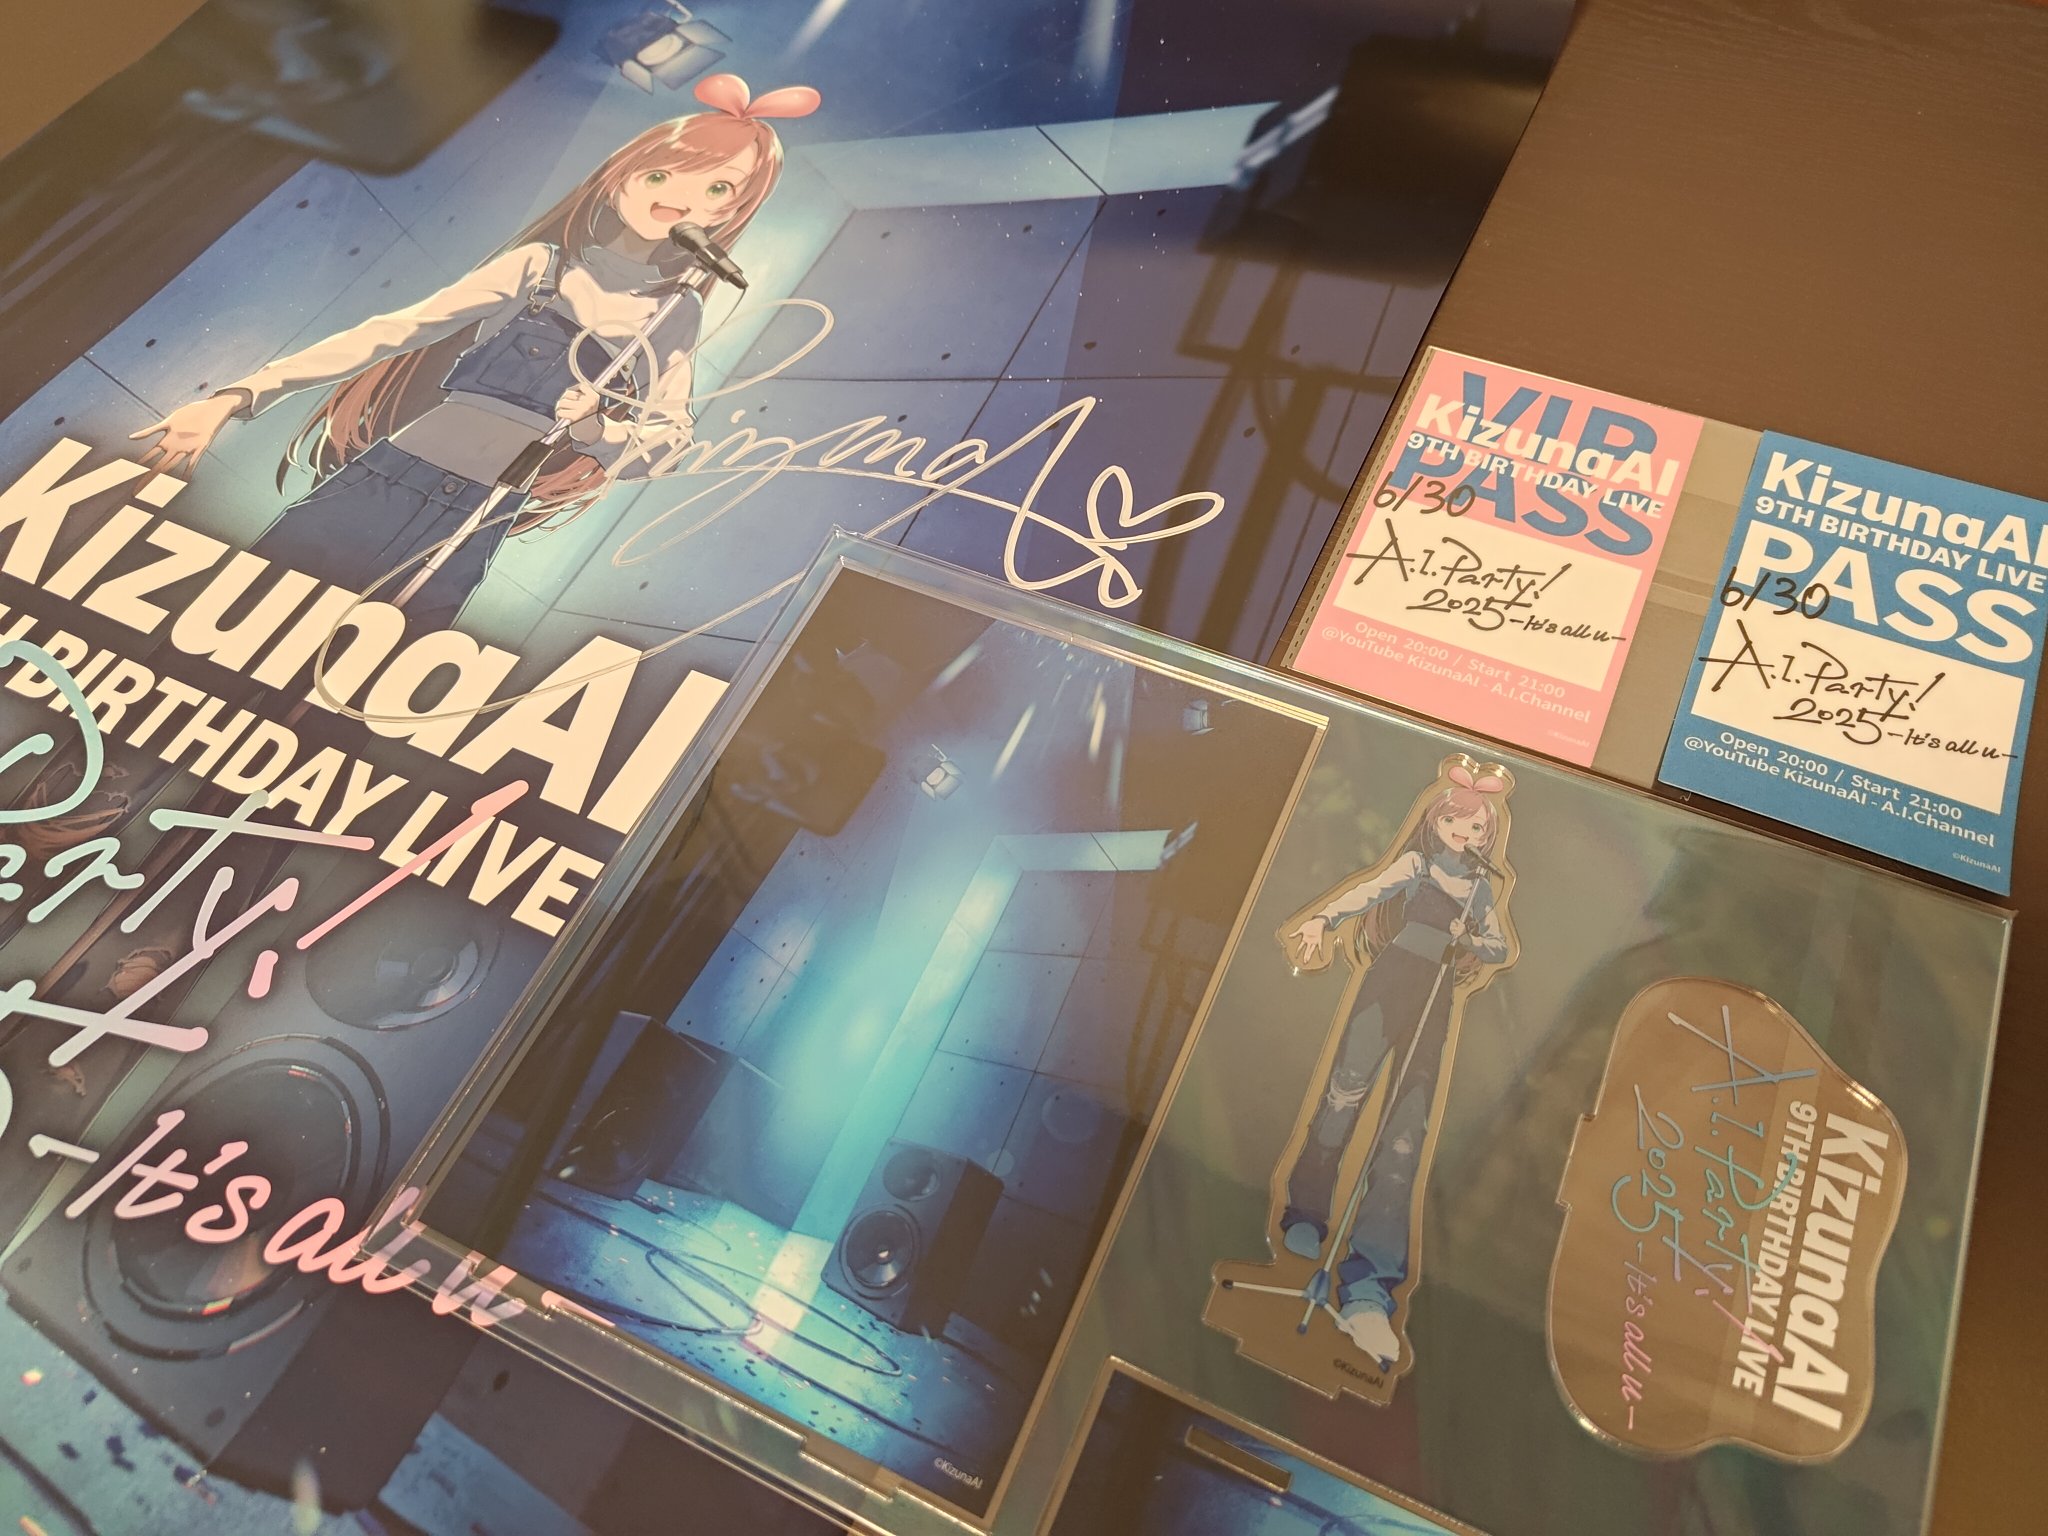 KizunaAI
BIRTHDAY LIVE
Party!
-It's all u-
KizunaAI
VIP
KizunaAI
9TH BIRTHDAY LIVE
PASS
6/30
A.I.Party!
2025
-It's all u-
Open 20:00 / Start 21:00
@YouTube KizunaAI - A.I.Channel
©KizunaAI
KizunaAI
9TH BIRTHDAY LIVE
PASS
6/30
A.I.Party!
2025
-It's all u-
Open 20:00 / Start 21:00
@YouTube KizunaAI - A.I.Channel
©KizunaAI
©KizunaAI
©KizunaAI
KizunaAI
9TH BIRTHDAY LIVE
A.I.Party!
2025
-It's all u-